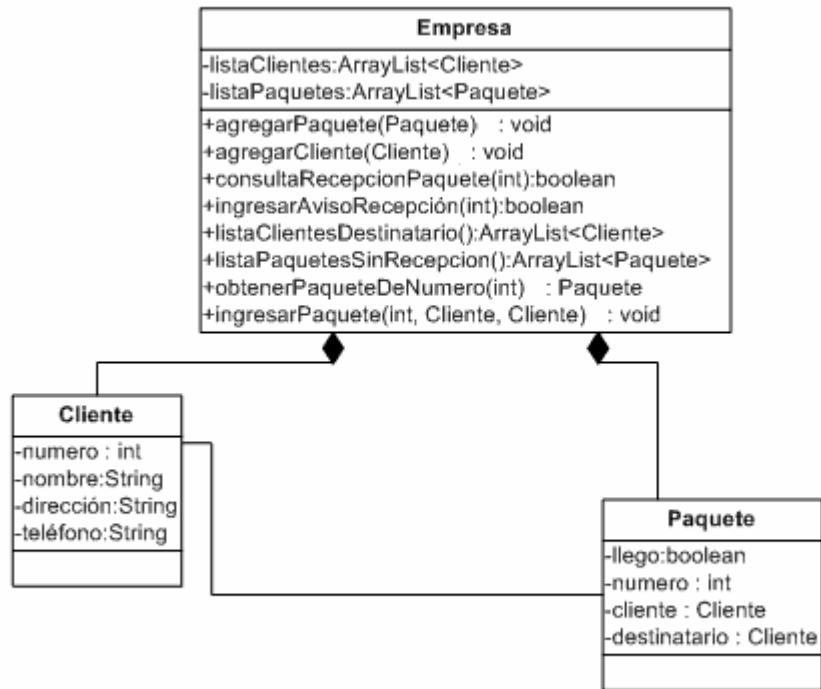 Empresa
-listaClientes:ArrayList<Cliente>
-listaPaquetes:ArrayList<Paquete>
+agregarPaquete(Paquete) : void
+agregarCliente(Cliente) : void
+consultaRecepcionPaquete(int):boolean
+ingresarAvisoRecepción(int):boolean
+listaClientesDestinatario():ArrayList<Cliente>
+listaPaquetesSinRecepcion():ArrayList<Paquete>
+obtenerPaqueteDeNumero(int) : Paquete
+ingresarPaquete(int, Cliente, Cliente) : void
Cliente
-numero : int
-nombre:String
-dirección:String
-teléfono:String
Paquete
-llego:boolean
-numero : int
-cliente : Cliente
-destinatario : Cliente